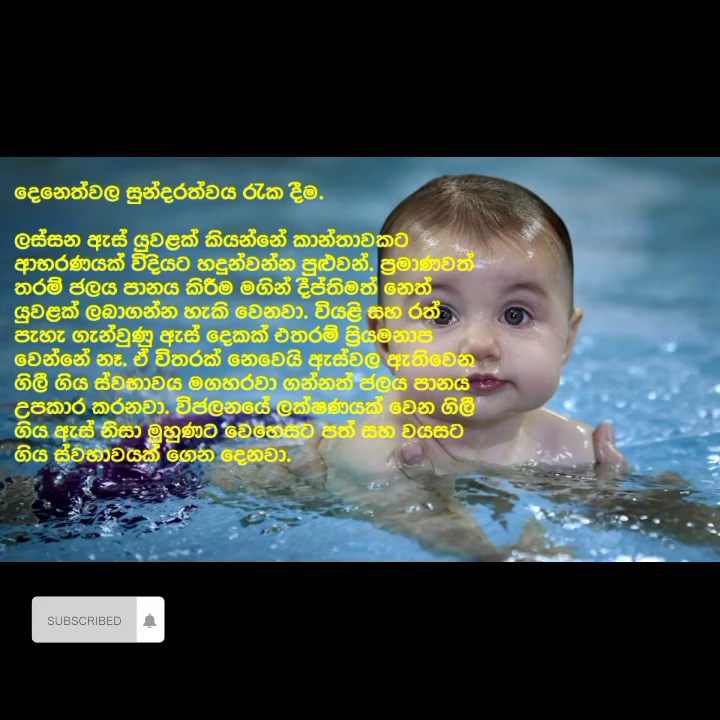 දෙනෙත්වල සුන්දරත්වය රැක දීම.
ලස්සන ඇස් යුවළක් කියන්නේ කාන්තාවකට
ආභරණයක් විදියට හදුන්වන්න පුළුවන්. ප්‍රමාණවත්
තරම් ජලය පානය කිරීම මගින් දීප්තිමත් නෙත්
යුවළක් ලබාගන්න හැකි වෙනවා. වියළි සහ රත්
පැහැ ගැන්වුණු ඇස් දෙකක් එතරම් ප්‍රියමනාප
වෙන්නේ නෑ. ඒ විතරක් නෙවෙයි ඇස්වල ඇතිවෙන
ගිලී ගිය ස්වභාවය මගහරවා ගන්නත් ජලය පානය
උපකාර කරනවා. විජලනයේ ලක්ෂණයක් වෙන ගිලී
ගිය ඇස් නිසා මුහුණට වෙහෙසට පත් සහ වයසට
ගිය ස්වභාවයක් ගෙන දෙනවා.
SUBSCRIBED